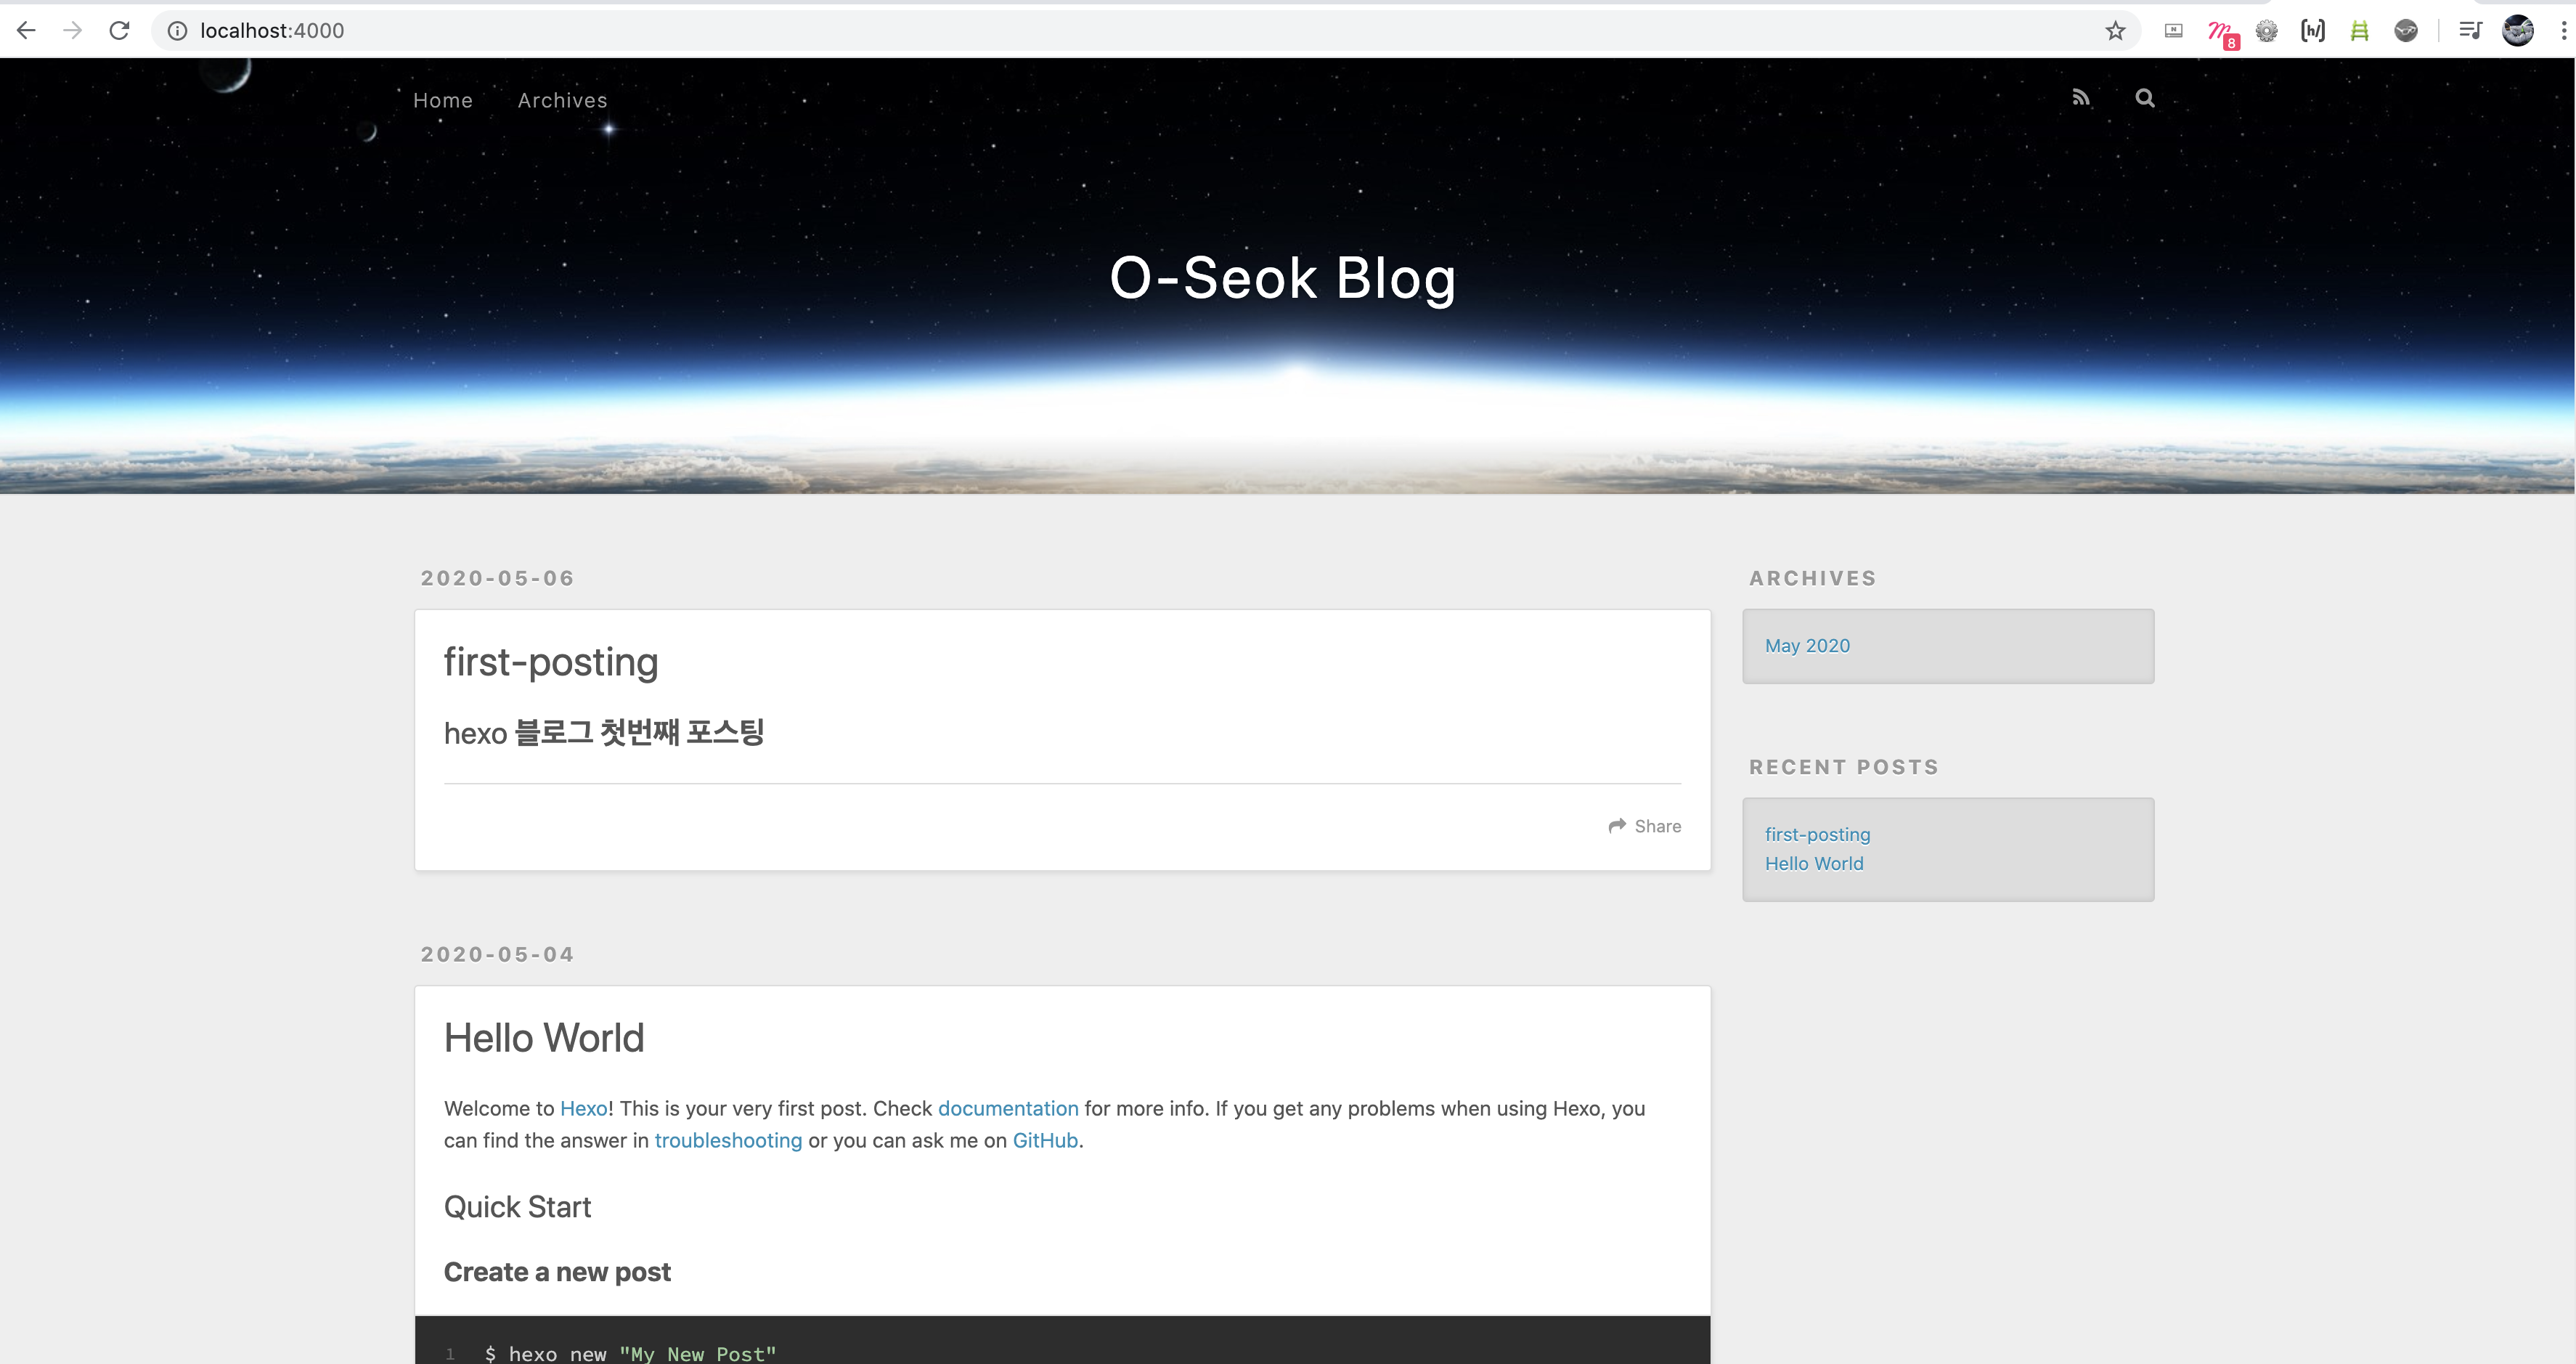 localhost:4000
8
Home
Archives
O-Seok Blog
2020-05-06
first-posting
hexo 블로그 첫번쨰 포스팅
Share
2020-05-04
Hello World
Welcome to Hexo! This is your very first post. Check documentation for more info. If you get any problems when using Hexo, you
can find the answer in troubleshooting or you can ask me on GitHub.
Quick Start
Create a new post
1 $ hexo new "My New Post"
ARCHIVES
May 2020
RECENT POSTS
first-posting
Hello World